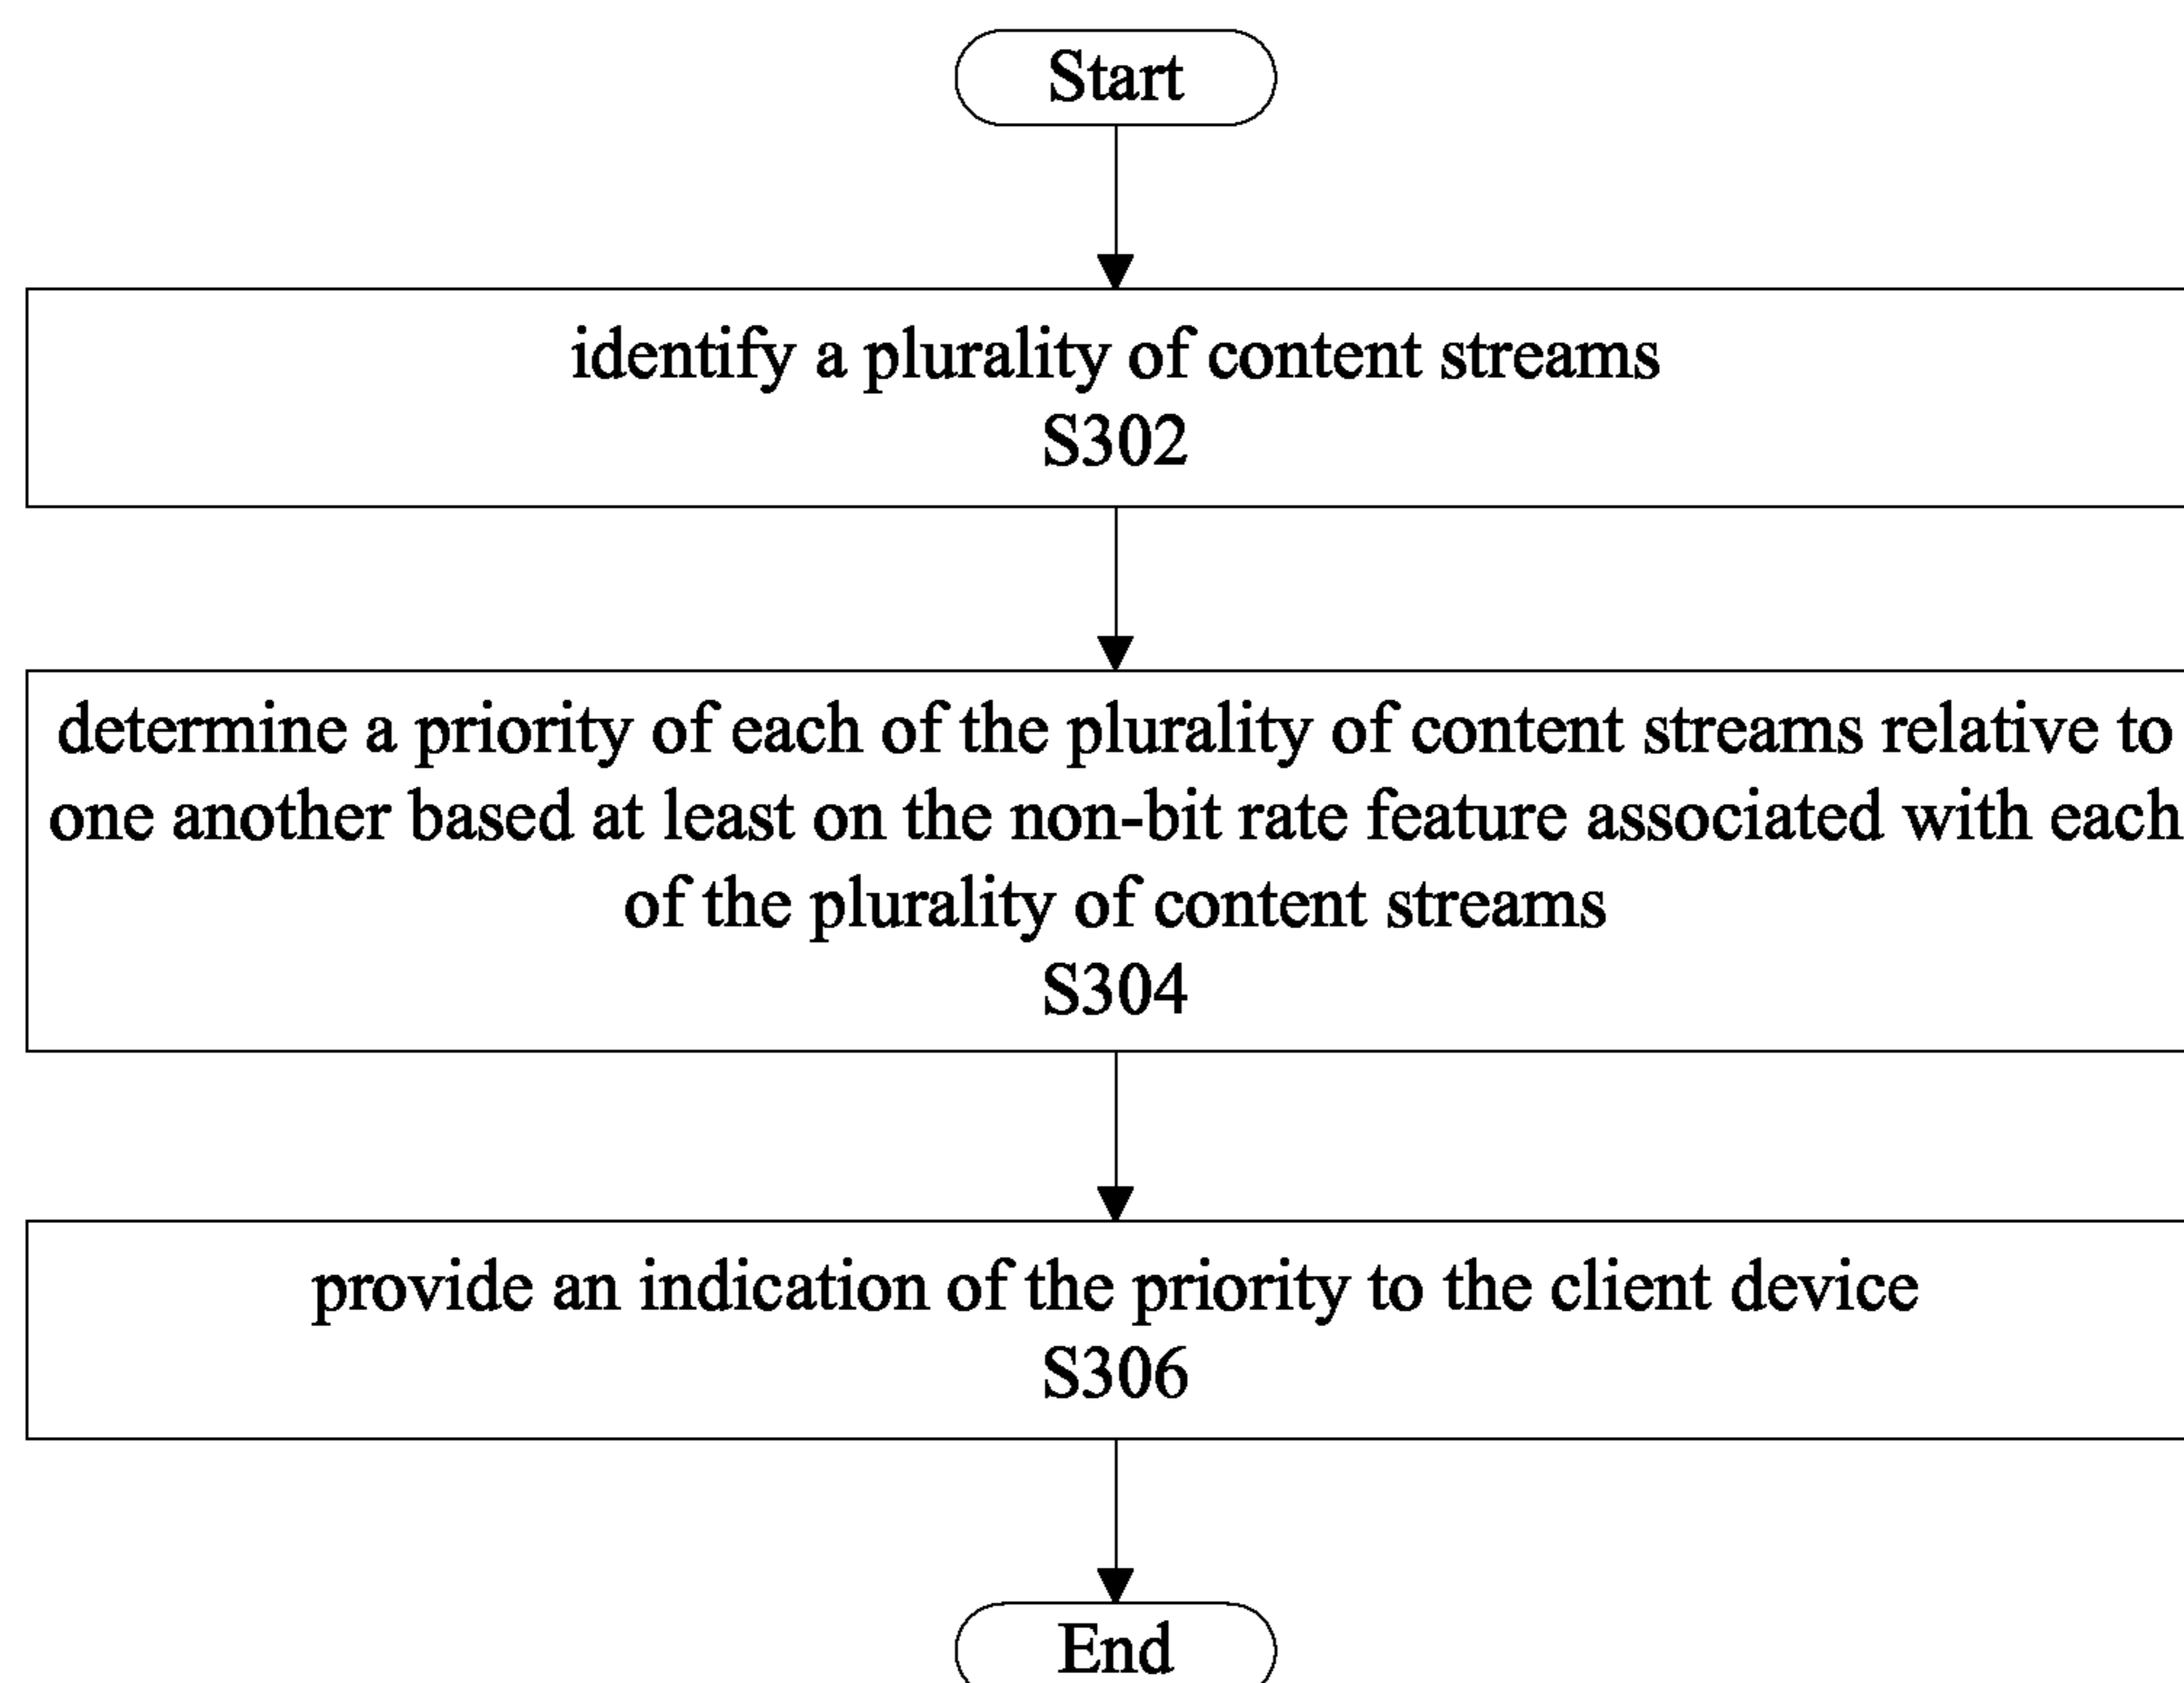 Start
identify a plurality of content streams
S302
determine a priority of each of the plurality of content streams relative to
one another based at least on the non-bit rate feature associated with each
of the plurality of content streams
S304
provide an indication of the priority to the client device
S306
End